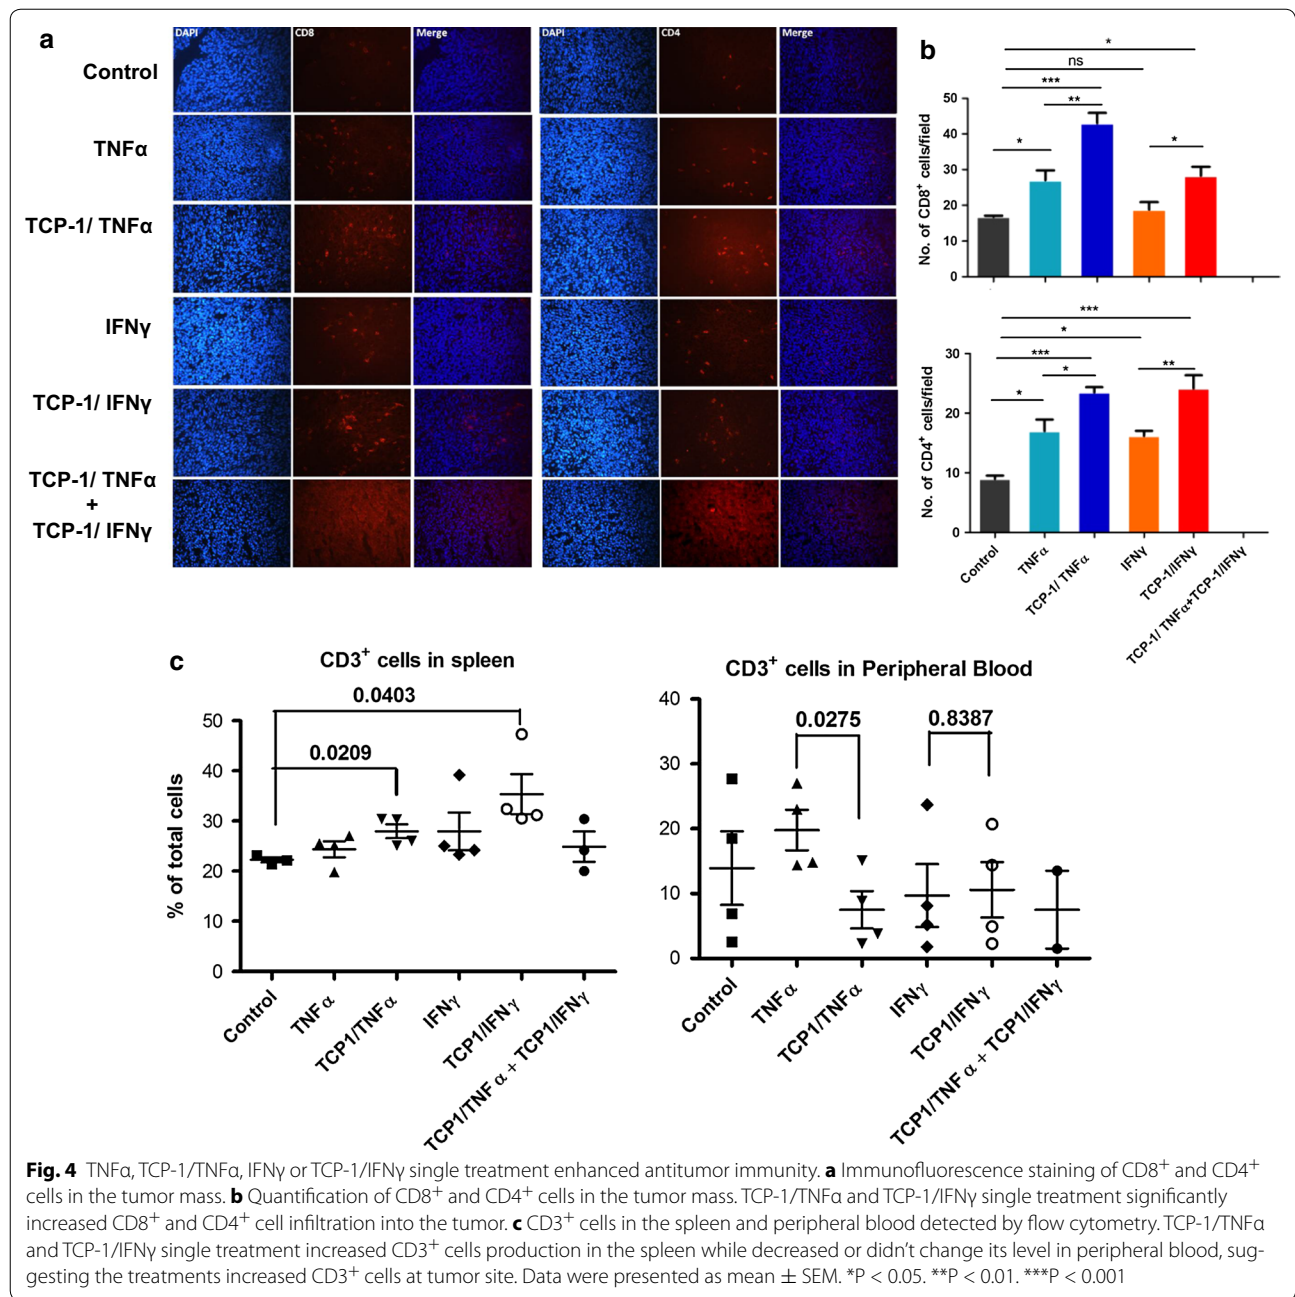 a
DAPI
CD8
Merge
DAPI
CD4
Merge
Control
TNFα
TCP-1/ TNFα
IFNγ
TCP-1/ IFNγ
TCP-1/ TNFα
+
TCP-1/ IFNγ
b
*
ns
***
**
*
*
No. of CD8+ cells/field
50
40
30
20
10
0
***
*
***
*
**
*
No. of CD4+ cells/field
30
20
10
0
Control
TNFα
TCP-1/ TNFα
IFNγ
TCP-1/IFNγ
TCP-1/ TNFα+TCP-1/IFNγ
c
CD3+ cells in spleen
0.0403
0.0209
% of total cells
50
40
30
20
10
0
Control
TNFα
TCP1/TNFα
IFNγ
TCP1/IFNγ
TCP1/TNF α + TCP1/IFNγ
CD3+ cells in Peripheral Blood
0.0275
0.8387
40
30
20
10
0
Control
TNFα
TCP1/TNFα
IFNγ
TCP1/IFNγ
TCP1/TNF α + TCP1/IFNγ
Fig. 4 TNFα, TCP-1/TNFα, IFNγ or TCP-1/IFNγ single treatment enhanced antitumor immunity. a Immunofluorescence staining of CD8+ and CD4+
cells in the tumor mass. b Quantification of CD8+ and CD4+ cells in the tumor mass. TCP-1/TNFα and TCP-1/IFNγ single treatment significantly
increased CD8+ and CD4+ cell infiltration into the tumor. c CD3+ cells in the spleen and peripheral blood detected by flow cytometry. TCP-1/TNFα
and TCP-1/IFNγ single treatment increased CD3+ cells production in the spleen while decreased or didn't change its level in peripheral blood, sug-
gesting the treatments increased CD3+ cells at tumor site. Data were presented as mean ± SEM. *P < 0.05. **P < 0.01. ***P < 0.001